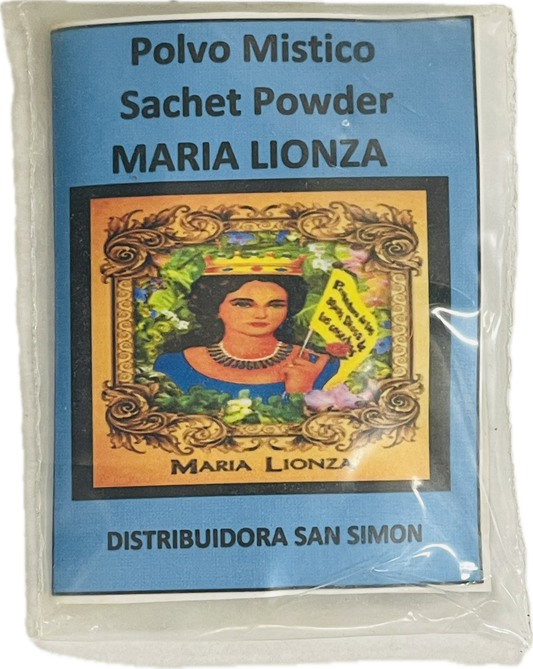 Polvo Mistico
Sachet Powder
MARIA LIONZA
MARIA LIONZA
DISTRIBUIDORA SAN SIMON